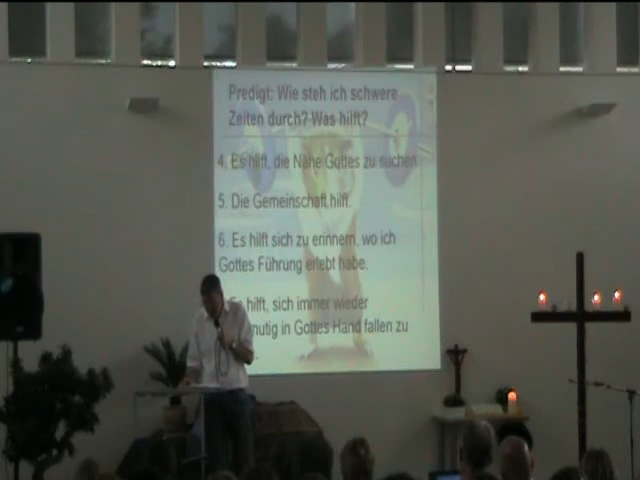 Predigt: Wie steh ich schwere
Zeiten durch? Was hilft?
4. Es hilft, die Nähe Gottes zu suchen
5. Die Gemeinschaft hilft.
6. Es hilft sich zu erinnern, wo ich
Gottes Führung erlebt habe.
Es hilft, sich immer wieder
in Gottes Hand fallen zu